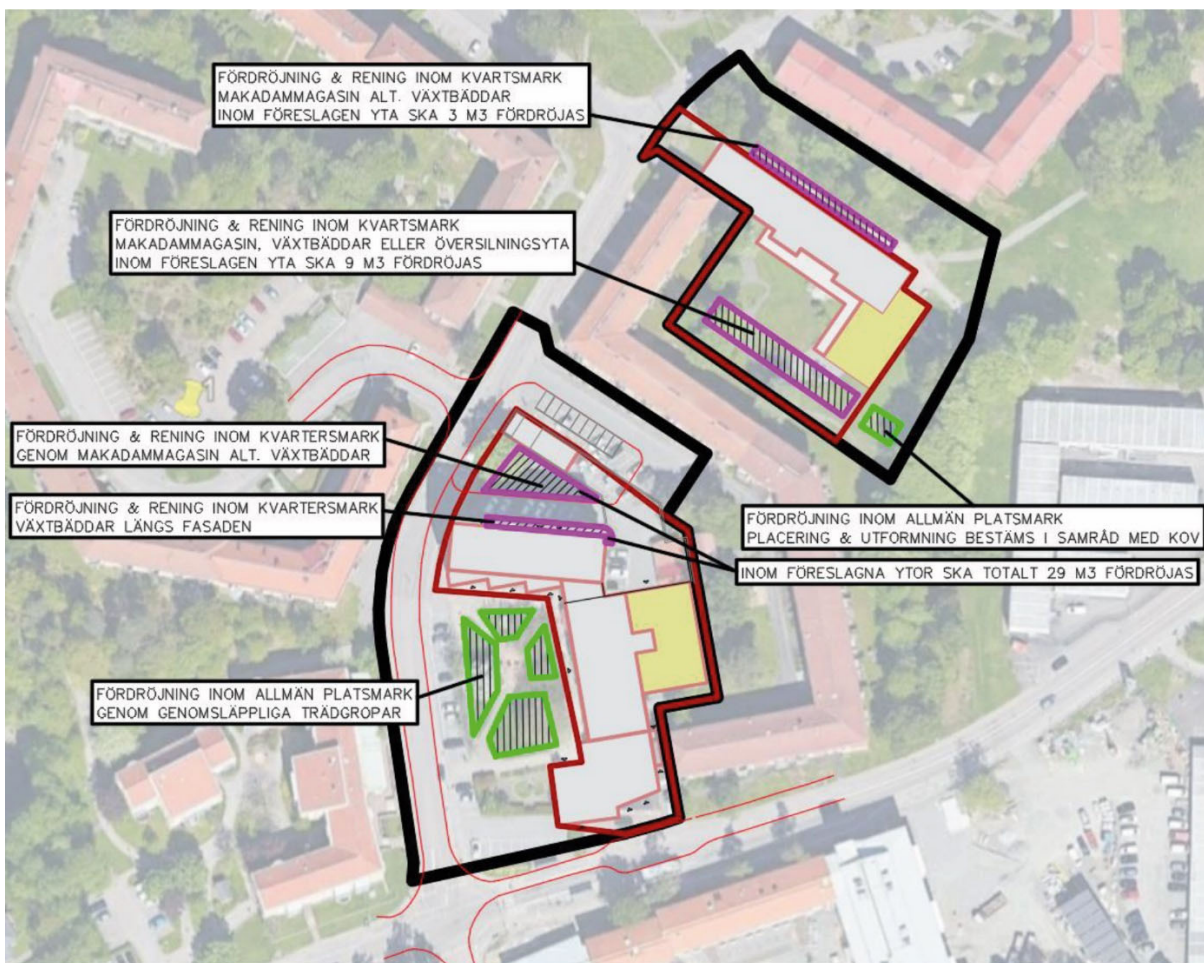 FÖRDRÖJNING & RENING INOM KVARTSMARK
MAKADAMMAGASIN ALT. VÄXTBÄDDAR
INOM FÖRESLAGEN YTA SKA 3 M3 FÖRDRÖJAS
FÖRDRÖJNING & RENING INOM KVARTSMARK
MAKADAMMAGASIN, VÄXTBÄDDAR ELLER ÖVERSILNINGSYTA
INOM FÖRESLAGEN YTA SKA 9 M3 FÖRDRÖJAS
FÖRDRÖJNING & RENING INOM KVARTERSMARK
GENOM MAKADAMMAGASIN ALT. VÄXTBÄDDAR
FÖRDRÖJNING & RENING INOM KVARTERSMARK
VÄXTBÄDDAR LÄNGS FASADEN
FÖRDRÖJNING INOM ALLMÄN PLATSMARK
PLACERING & UTFORMNING BESTÄMS I SAMRÅD MED KOV
INOM FÖRESLAGNA YTOR SKA TOTALT 29 M3 FÖRDRÖJAS
FÖRDRÖJNING INOM ALLMÄN PLATSMARK
GENOM GENOMSLÄPPLIGA TRÄDGROPAR